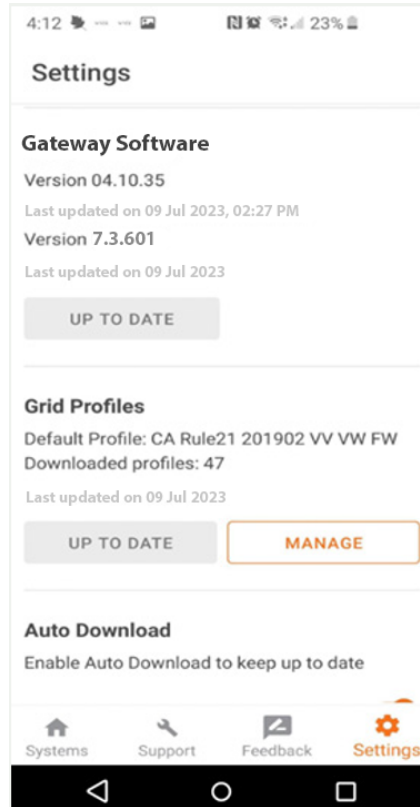 4:12 23%
Settings
Gateway Software
Version 04.10.35
Last updated on 09 Jul 2023, 02:27 PM
Version 7.3.601
Last updated on 09 Jul 2023
UP TO DATE
Grid Profiles
Default Profile: CA Rule21 201902 VV VW FW
Downloaded profiles: 47
Last updated on 09 Jul 2023
UP TO DATE MANAGE
Auto Download
Enable Auto Download to keep up to date
Systems Support Feedback Settings